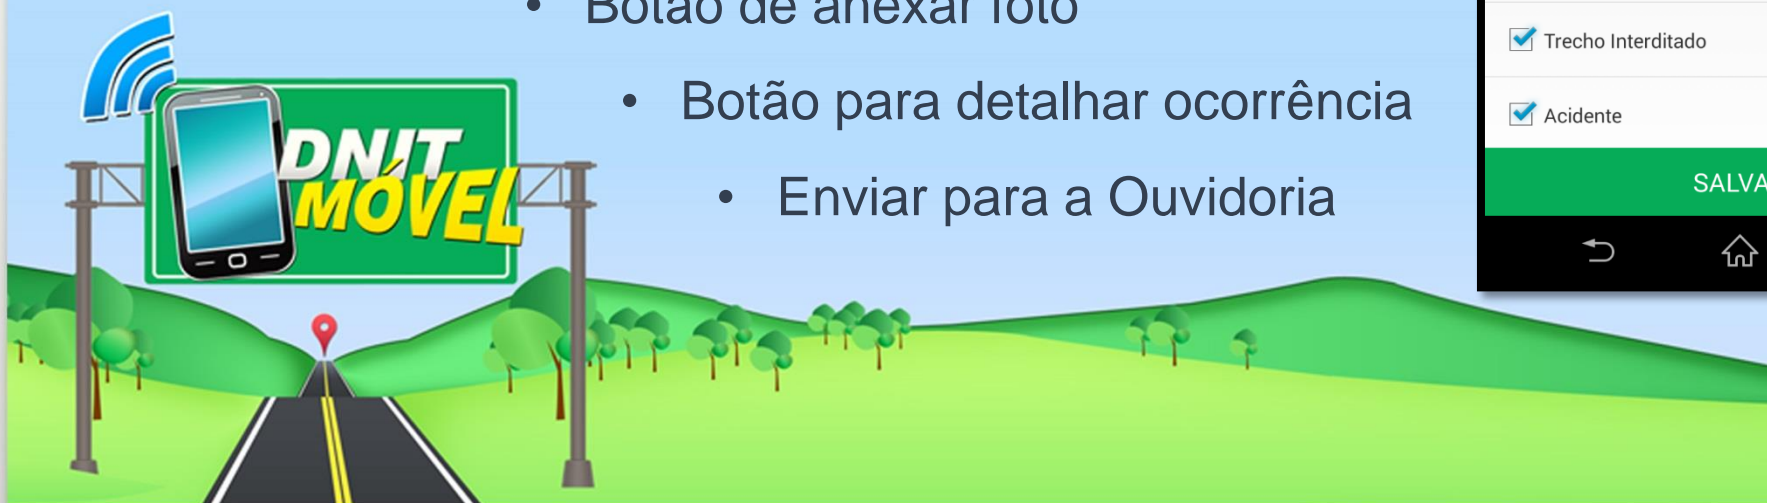 • Botão de anexar foto
• Botão para detalhar ocorrência
• Enviar para a Ouvidoria
DNIT
MÓVEL
Trecho Interditado
Acidente
SALVA